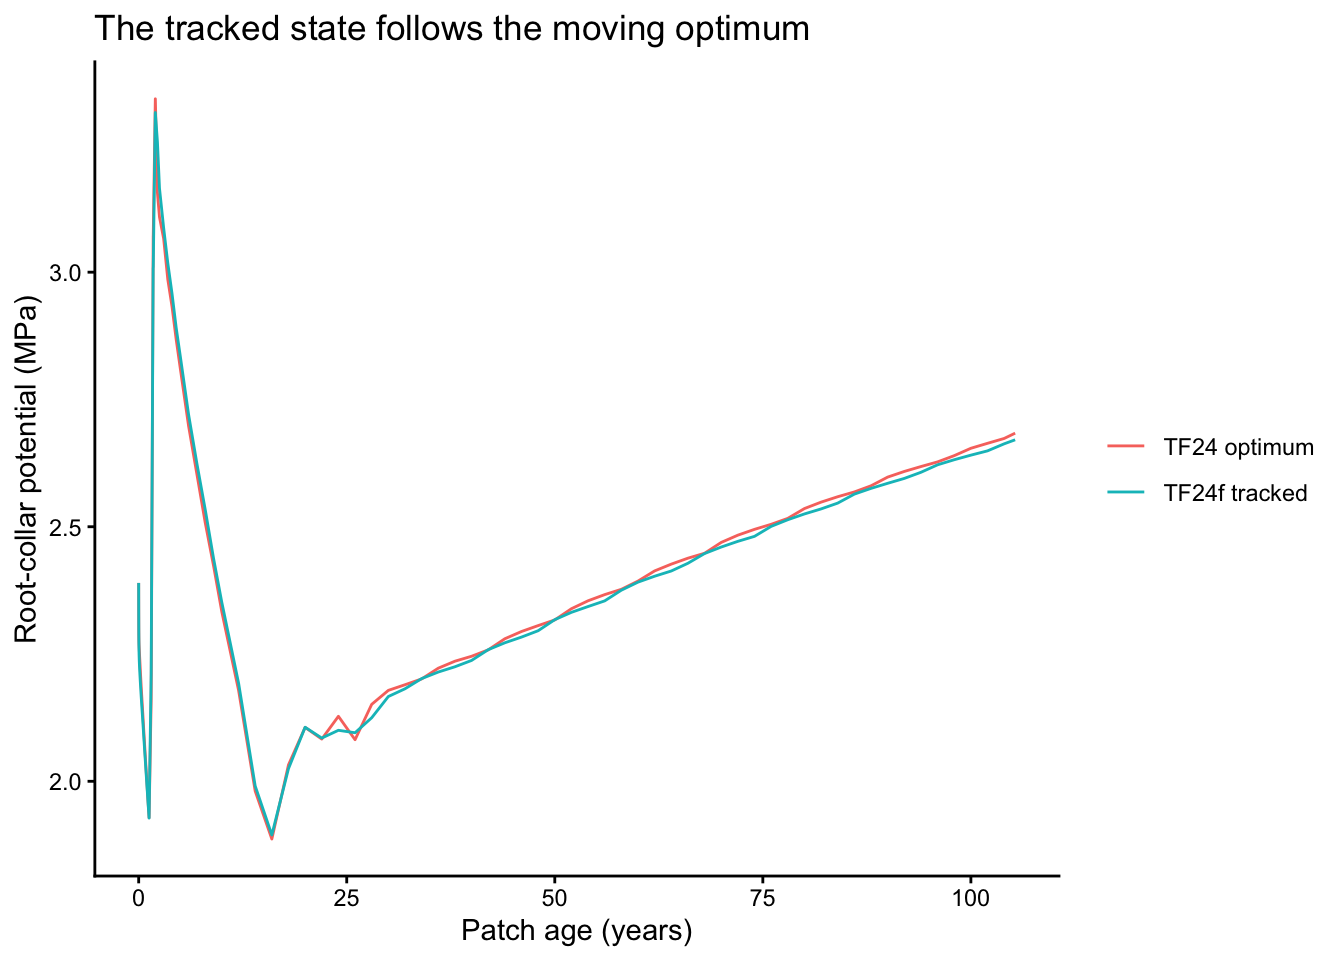 The tracked state follows the moving optimum
Root-collar potential (MPa)
3.0
2.5
2.0
0
25
50
75
100
Patch age (years)
TF24 optimum
TF24f tracked